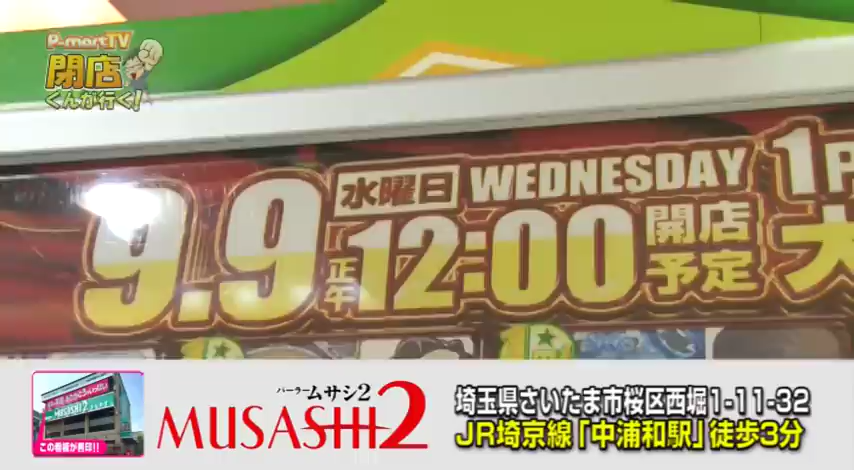 P-martTV
閉店
くんが行く!
9.9
水曜日
WEDNESDAY
正午
12:00
開店
予定
1P
大
MUSASHI2
この看板が目印!!
パーラームサシ2
MUSASHI2
埼玉県さいたま市桜区西堀1-11-32
JR埼京線「中浦和駅」徒歩3分